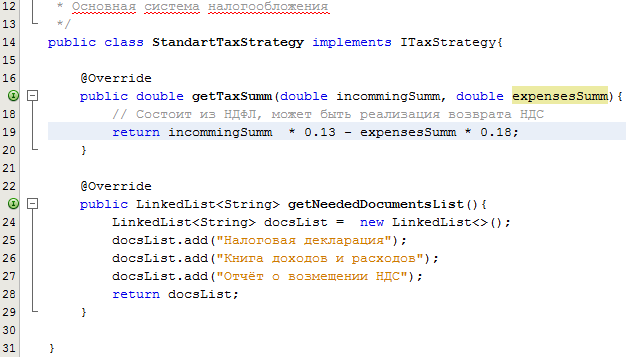 12 * Основная система налогообложения
13 */
14 public class StandartTaxStrategy implements ITaxStrategy{
15
16 @Override
public double getTaxSumm(double incommingSumm, double expensesSumm){
18 // Состоит из НДФЛ, может быть реализация возврата НДС
19 return incommingSumm  * 0.13 - expensesSumm * 0.18;
20 }
21
22 @Override
public LinkedList<String> getNeededDocumentsList(){
24 LinkedList<String> docsList =  new LinkedList<>();
25 docsList.add("Налоговая декларация");
26 docsList.add("Книга доходов и расходов");
27 docsList.add("Отчёт о возмещении НДС");
28 return docsList;
29 }
30
31 }